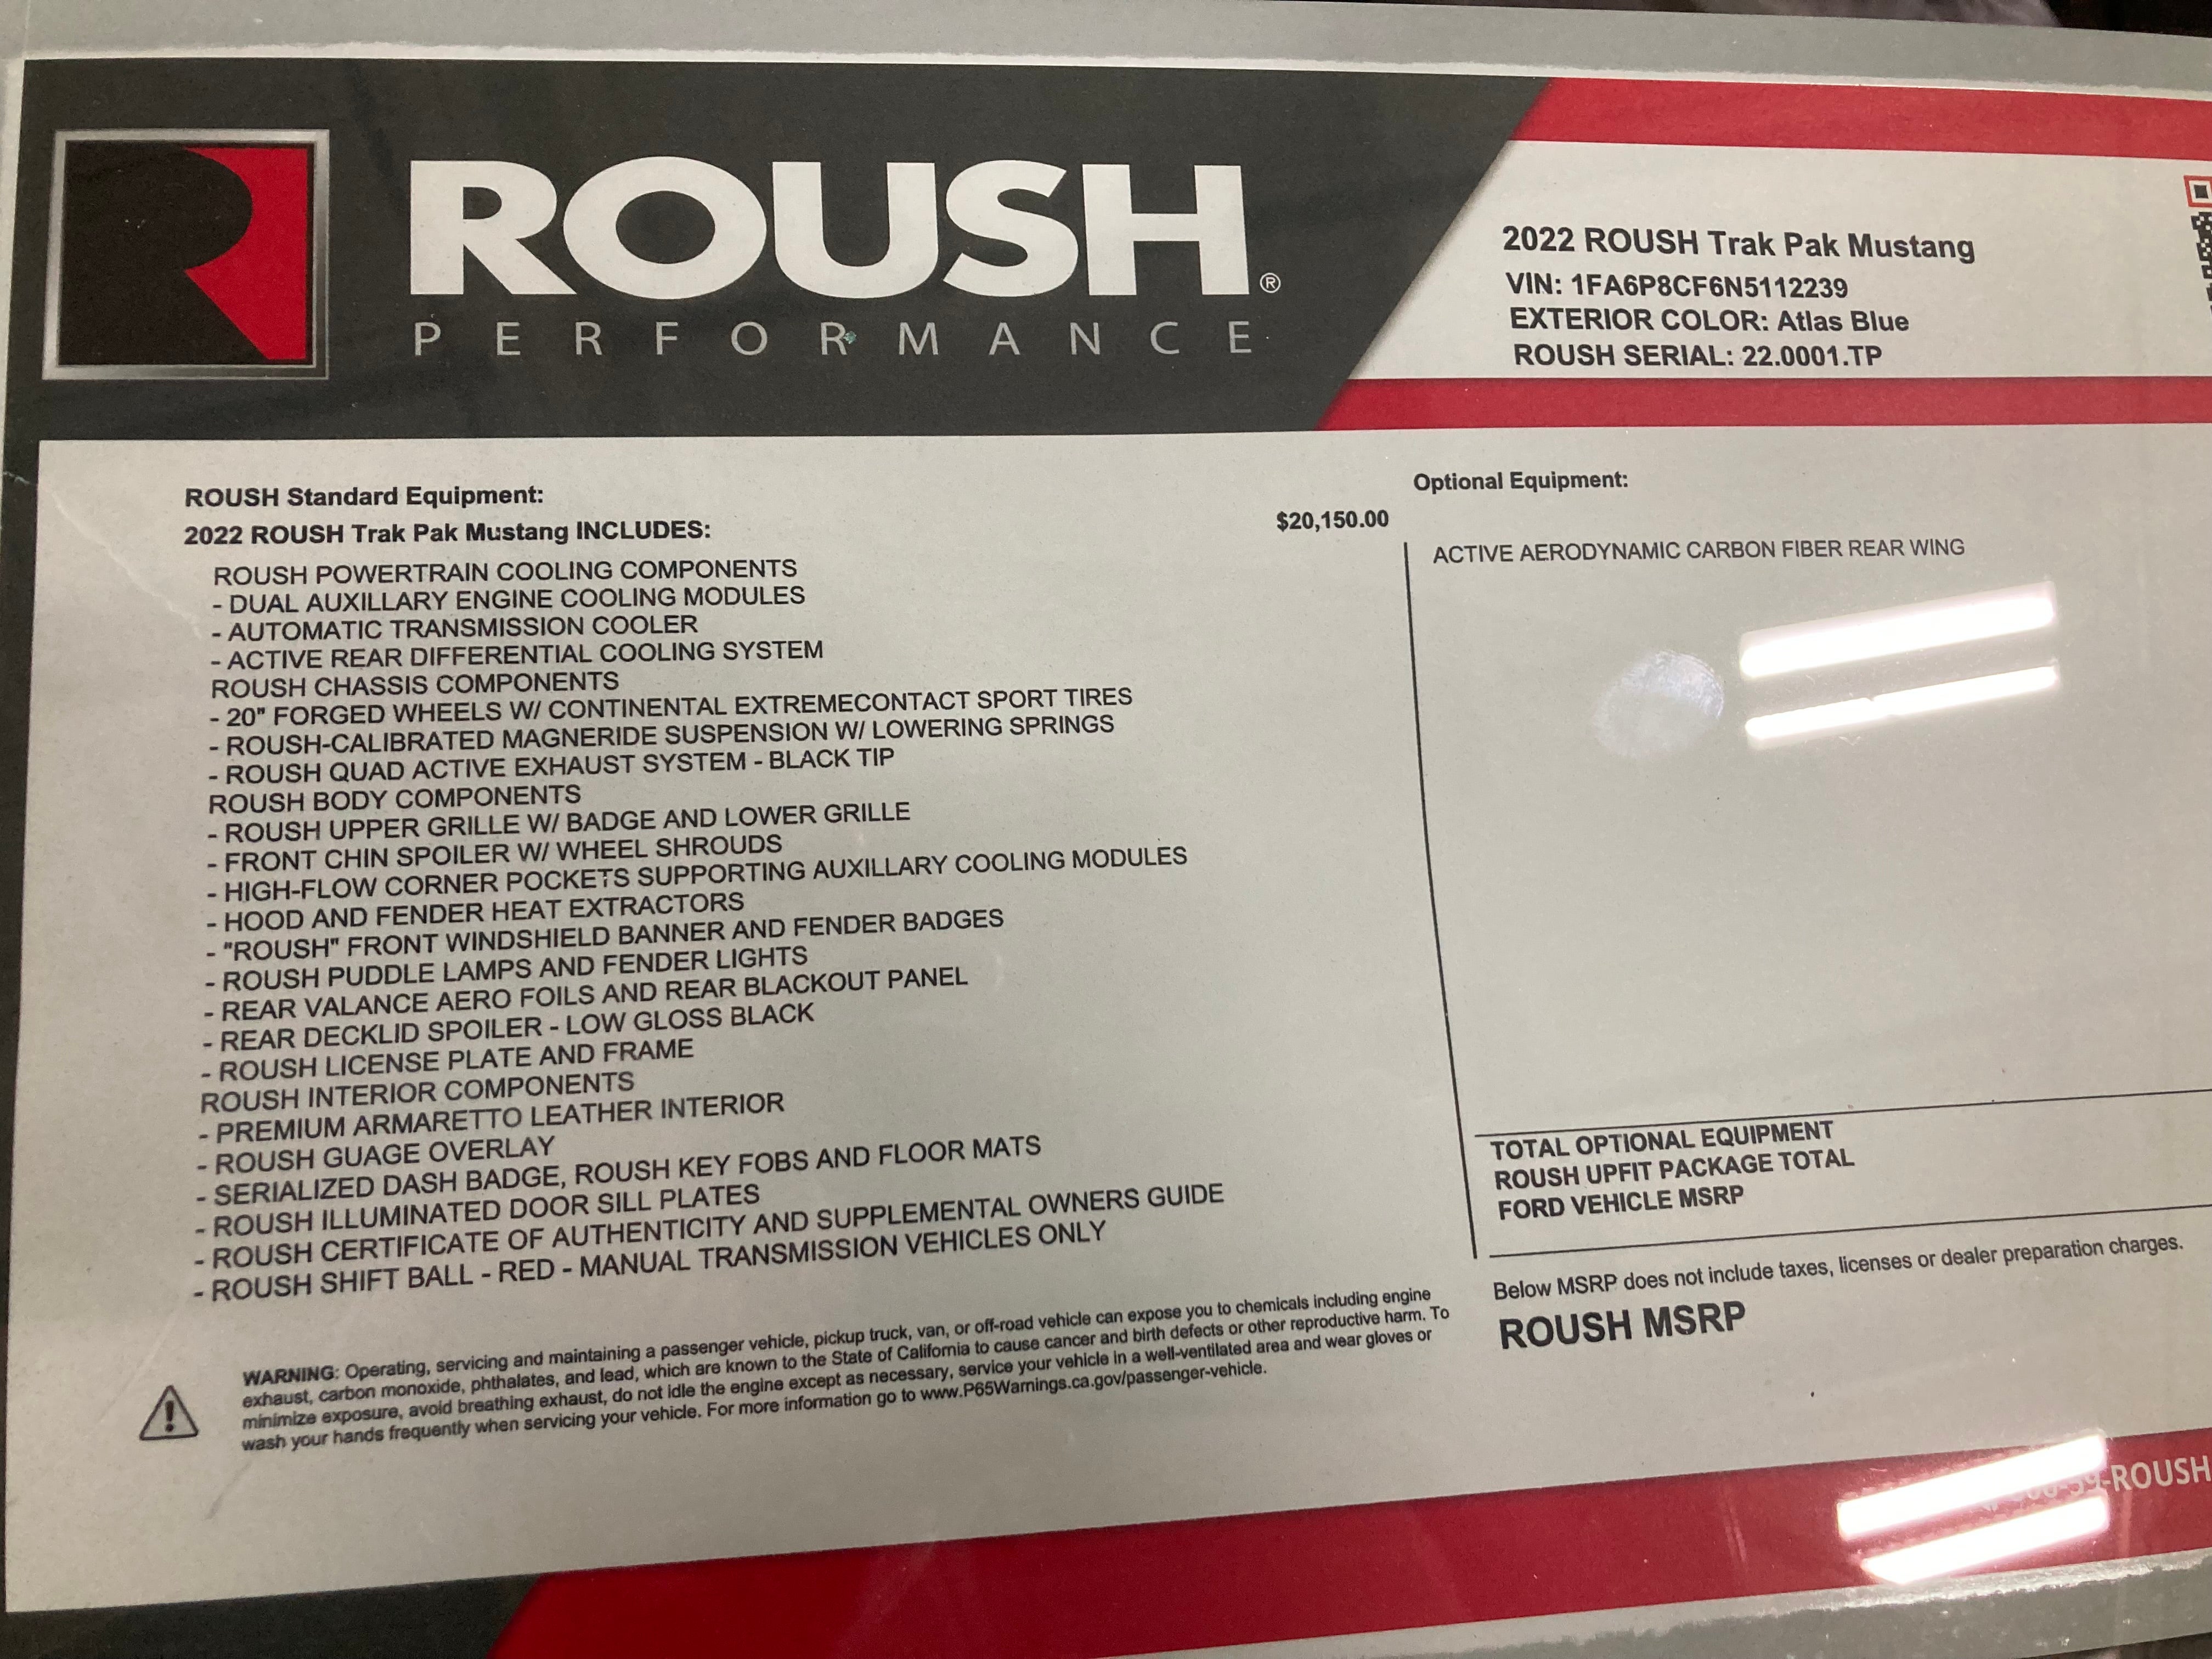 ROUSH®
PERFORMANCE
2022 ROUSH Trak Pak Mustang
VIN: 1FA6P8CF6N5112239
EXTERIOR COLOR: Atlas Blue
ROUSH SERIAL: 22.0001.TP
ROUSH Standard Equipment:
2022 ROUSH Trak Pak Mustang INCLUDES: $20,150.00
ROUSH POWERTRAIN COOLING COMPONENTS
- DUAL AUXILLARY ENGINE COOLING MODULES
- AUTOMATIC TRANSMISSION COOLER
- ACTIVE REAR DIFFERENTIAL COOLING SYSTEM
ROUSH CHASSIS COMPONENTS
- 20" FORGED WHEELS W/ CONTINENTAL EXTREMECONTACT SPORT TIRES
- ROUSH-CALIBRATED MAGNERIDE SUSPENSION W/ LOWERING SPRINGS
- ROUSH QUAD ACTIVE EXHAUST SYSTEM - BLACK TIP
ROUSH BODY COMPONENTS
- ROUSH UPPER GRILLE W/ BADGE AND LOWER GRILLE
- FRONT CHIN SPOILER W/ WHEEL SHROUDS
- HIGH-FLOW CORNER POCKETS SUPPORTING AUXILLARY COOLING MODULES
- HOOD AND FENDER HEAT EXTRACTORS
- "ROUSH" FRONT WINDSHIELD BANNER AND FENDER BADGES
- ROUSH PUDDLE LAMPS AND FENDER LIGHTS
- REAR VALANCE AERO FOILS AND REAR BLACKOUT PANEL
- REAR DECKLID SPOILER - LOW GLOSS BLACK
- ROUSH LICENSE PLATE AND FRAME
ROUSH INTERIOR COMPONENTS
- PREMIUM ARMARETTO LEATHER INTERIOR
- ROUSH GUAGE OVERLAY
- SERIALIZED DASH BADGE, ROUSH KEY FOBS AND FLOOR MATS
- ROUSH ILLUMINATED DOOR SILL PLATES
- ROUSH CERTIFICATE OF AUTHENTICITY AND SUPPLEMENTAL OWNERS GUIDE
- ROUSH SHIFT BALL - RED - MANUAL TRANSMISSION VEHICLES ONLY
WARNING: Operating, servicing and maintaining a passenger vehicle, pickup truck, van, or off-road vehicle can expose you to chemicals including engine
exhaust, carbon monoxide, phthalates, and lead, which are known to the State of California to cause cancer and birth defects or other reproductive harm. To
minimize exposure, avoid breathing exhaust, do not idle the engine except as necessary, service your vehicle in a well-ventilated area and wear gloves or
wash your hands frequently when servicing your vehicle. For more information go to www.P65Warnings.ca.gov/passenger-vehicle.
Optional Equipment:
ACTIVE AERODYNAMIC CARBON FIBER REAR WING
TOTAL OPTIONAL EQUIPMENT
ROUSH UPFIT PACKAGE TOTAL
FORD VEHICLE MSRP
Below MSRP does not include taxes, licenses or dealer preparation charges.
ROUSH MSRP
-ROUSH